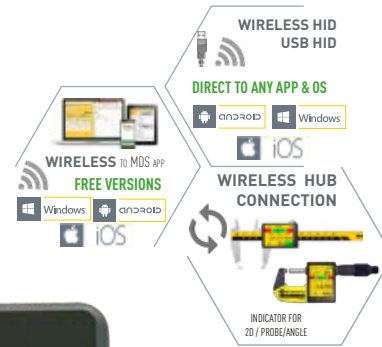 WIRELESS HID
USB HID
DIRECT TO ANY APP & OS
ANDROID
Windows
iOS
WIRELESS TO MDS APP
FREE VERSIONS
Windows
ANDROID
iOS
WIRELESS HUB
CONNECTION
INDICATOR FOR
2D / PROBE/ANGLE